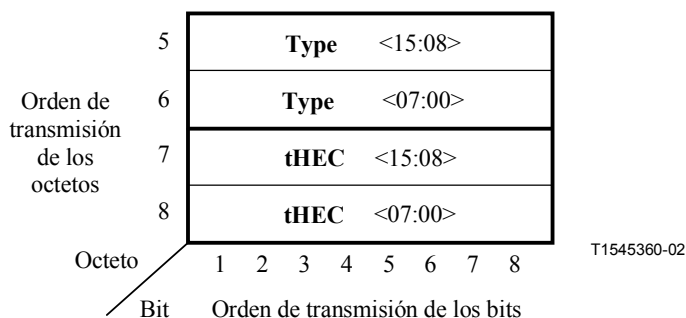 5 Type <15:08>
6 Type <07:00>
Orden de
transmisión
de los
octetos
7 tHEC <15:08>
8 tHEC <07:00>
Octeto 1 2 3 4 5 6 7 8
T1545360-02
Bit Orden de transmisión de los bits